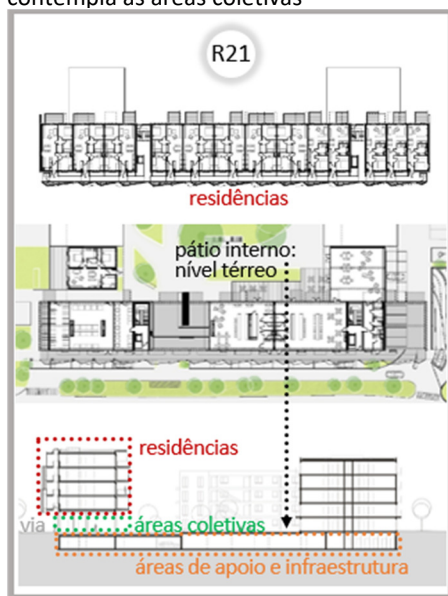 contempla as áreas coletivas
R21
residências
pátio interno:
nível térreo
residências
via
áreas coletivas
áreas de apoio e infraestrutura